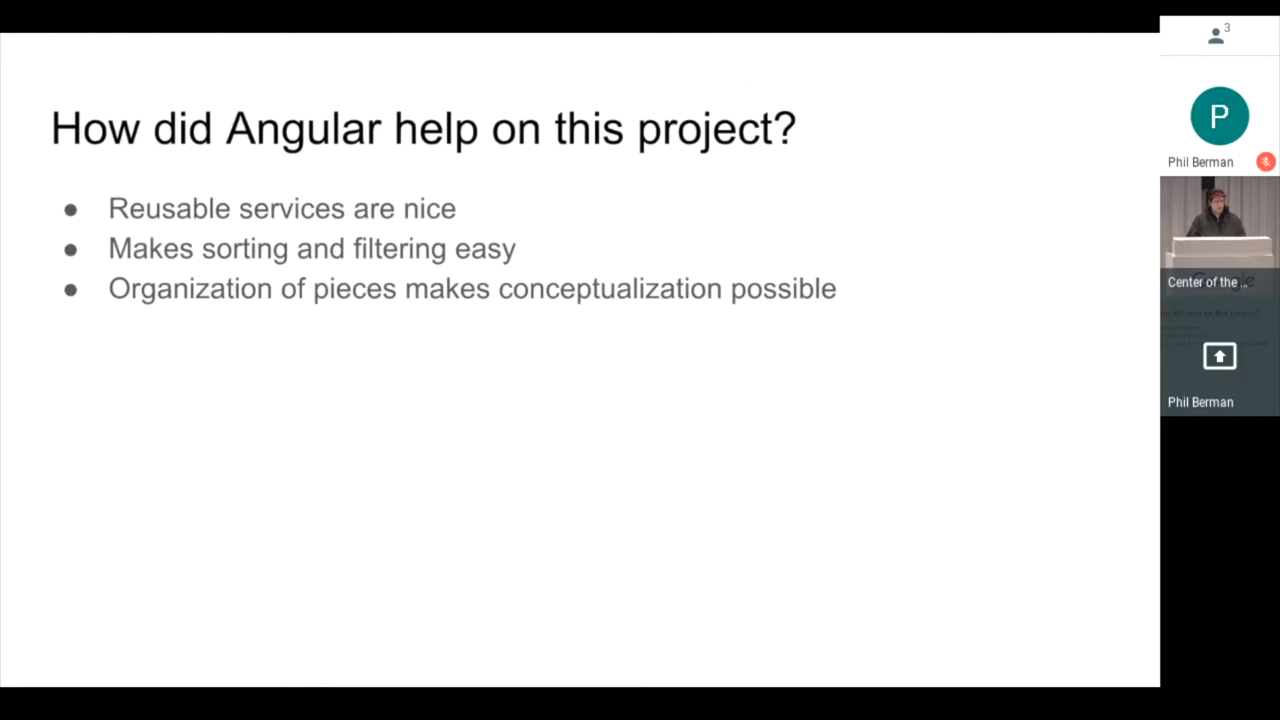 How did Angular help on this project?
● Reusable services are nice
● Makes sorting and filtering easy
● Organization of pieces makes conceptualization possible
3
P
Phil Berman
Center of the ...
Phil Berman